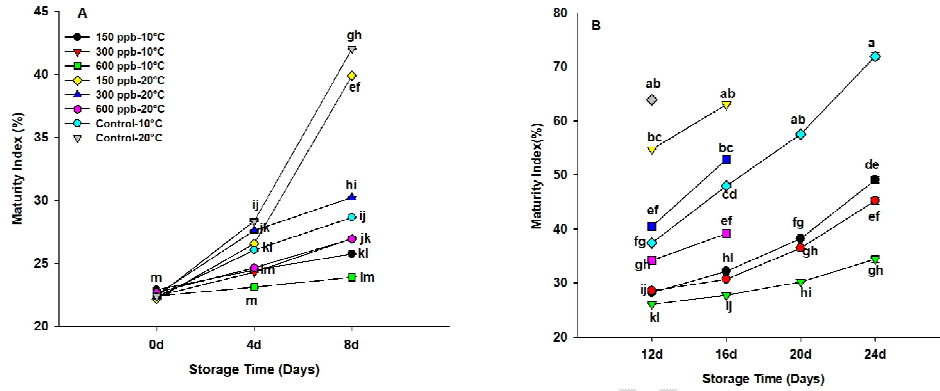 A
45
40
35
30
25
20
Maturity Index (%)
150 ppb-10°C
300 ppb-10°C
600 ppb-10°C
150 ppb-20°C
300 ppb-20°C
600 ppb-20°C
Control-10°C
Control-20°C
gh
ef
hi
ij
ij
jk
kl
jk
kl
lm
lm
m
m
0d 4d 8d
Storage Time (Days)
B
80
70
60
50
40
30
20
Maturity Index(%)
a
ab
ab
ab
bc
bc
cd
de
ef
ef
ef
fg
fg
gh
gh
gh
hi
hi
ij
ij
kl
12d 16d 20d 24d
Storage Time (Days)